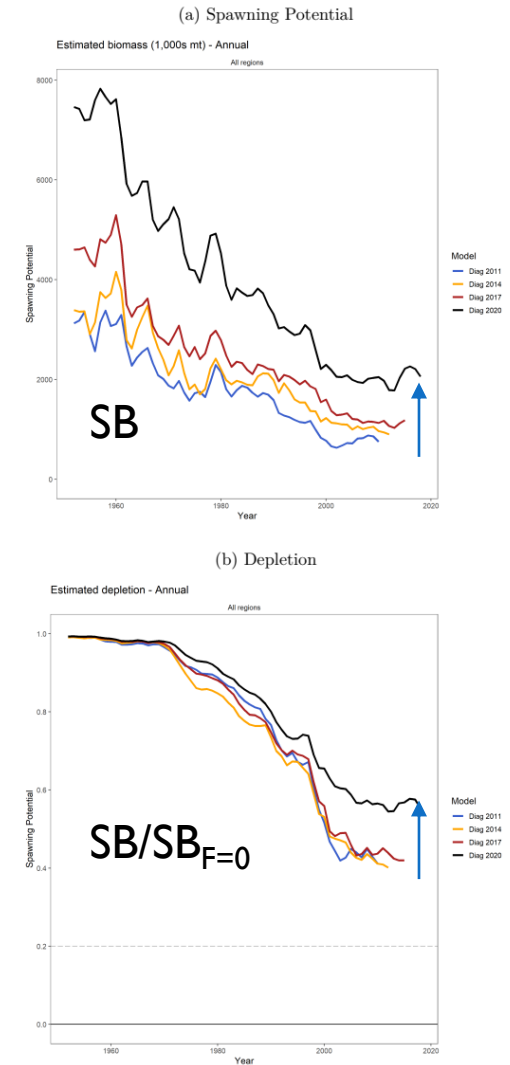 (a) Spawning Potential
Estimated biomass (1,000s mt) - Annual
All regions
8000
6000
4000
2000
0
Spawning Potential
SB
1960
1980
2000
2020
Year
Model
Diag 2011
Diag 2014
Diag 2017
Diag 2020
(b) Depletion
Estimated depletion - Annual
All regions
1.0
0.8
0.6
0.4
0.2
0.0
Spawning Potential
SB/SBF=0
1960
1980
2000
2020
Year
Model
Diag 2011
Diag 2014
Diag 2017
Diag 2020